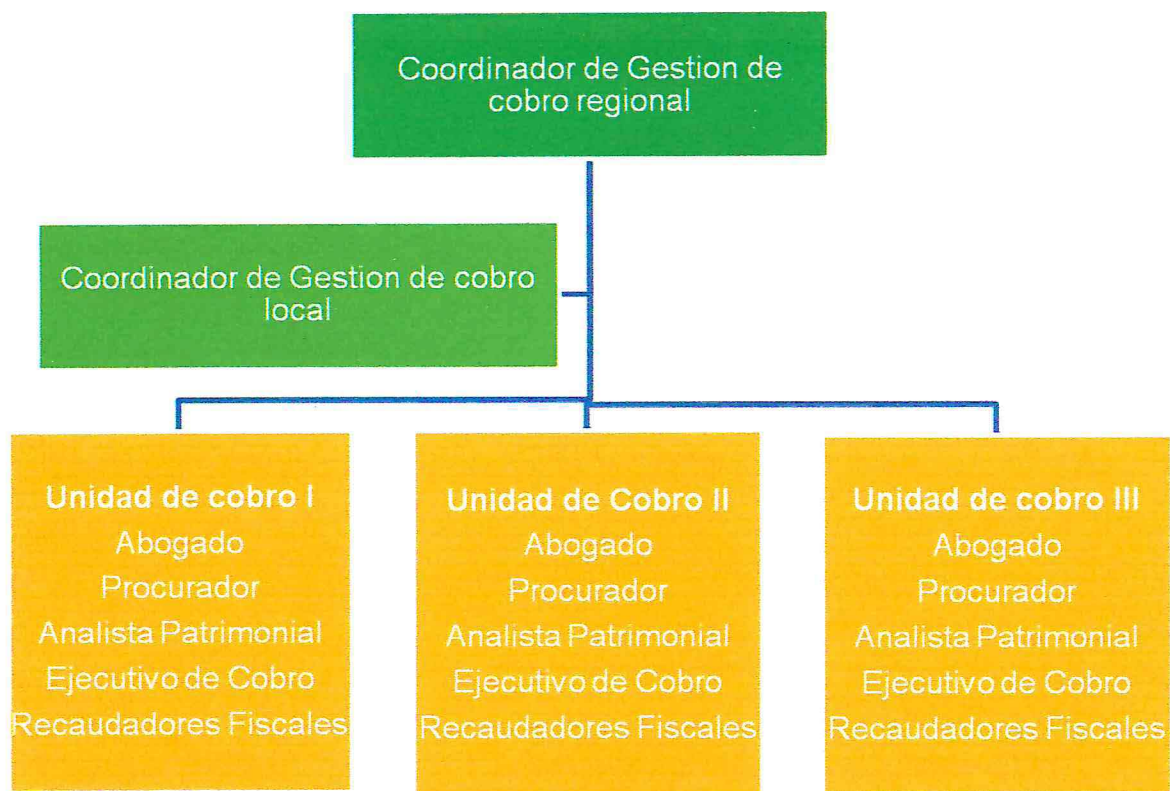 Coordinador de Gestion de
cobro regional
Coordinador de Gestion de cobro
local
Unidad de cobro I
Abogado
Procurador
Analista Patrimonial
Ejecutivo de Cobro
Recaudadores Fiscales
Unidad de Cobro II
Abogado
Procurador
Analista Patrimonial
Ejecutivo de Cobro
Recaudadores Fiscales
Unidad de cobro III
Abogado
Procurador
Analista Patrimonial
Ejecutivo de Cobro
Recaudadores Fiscales